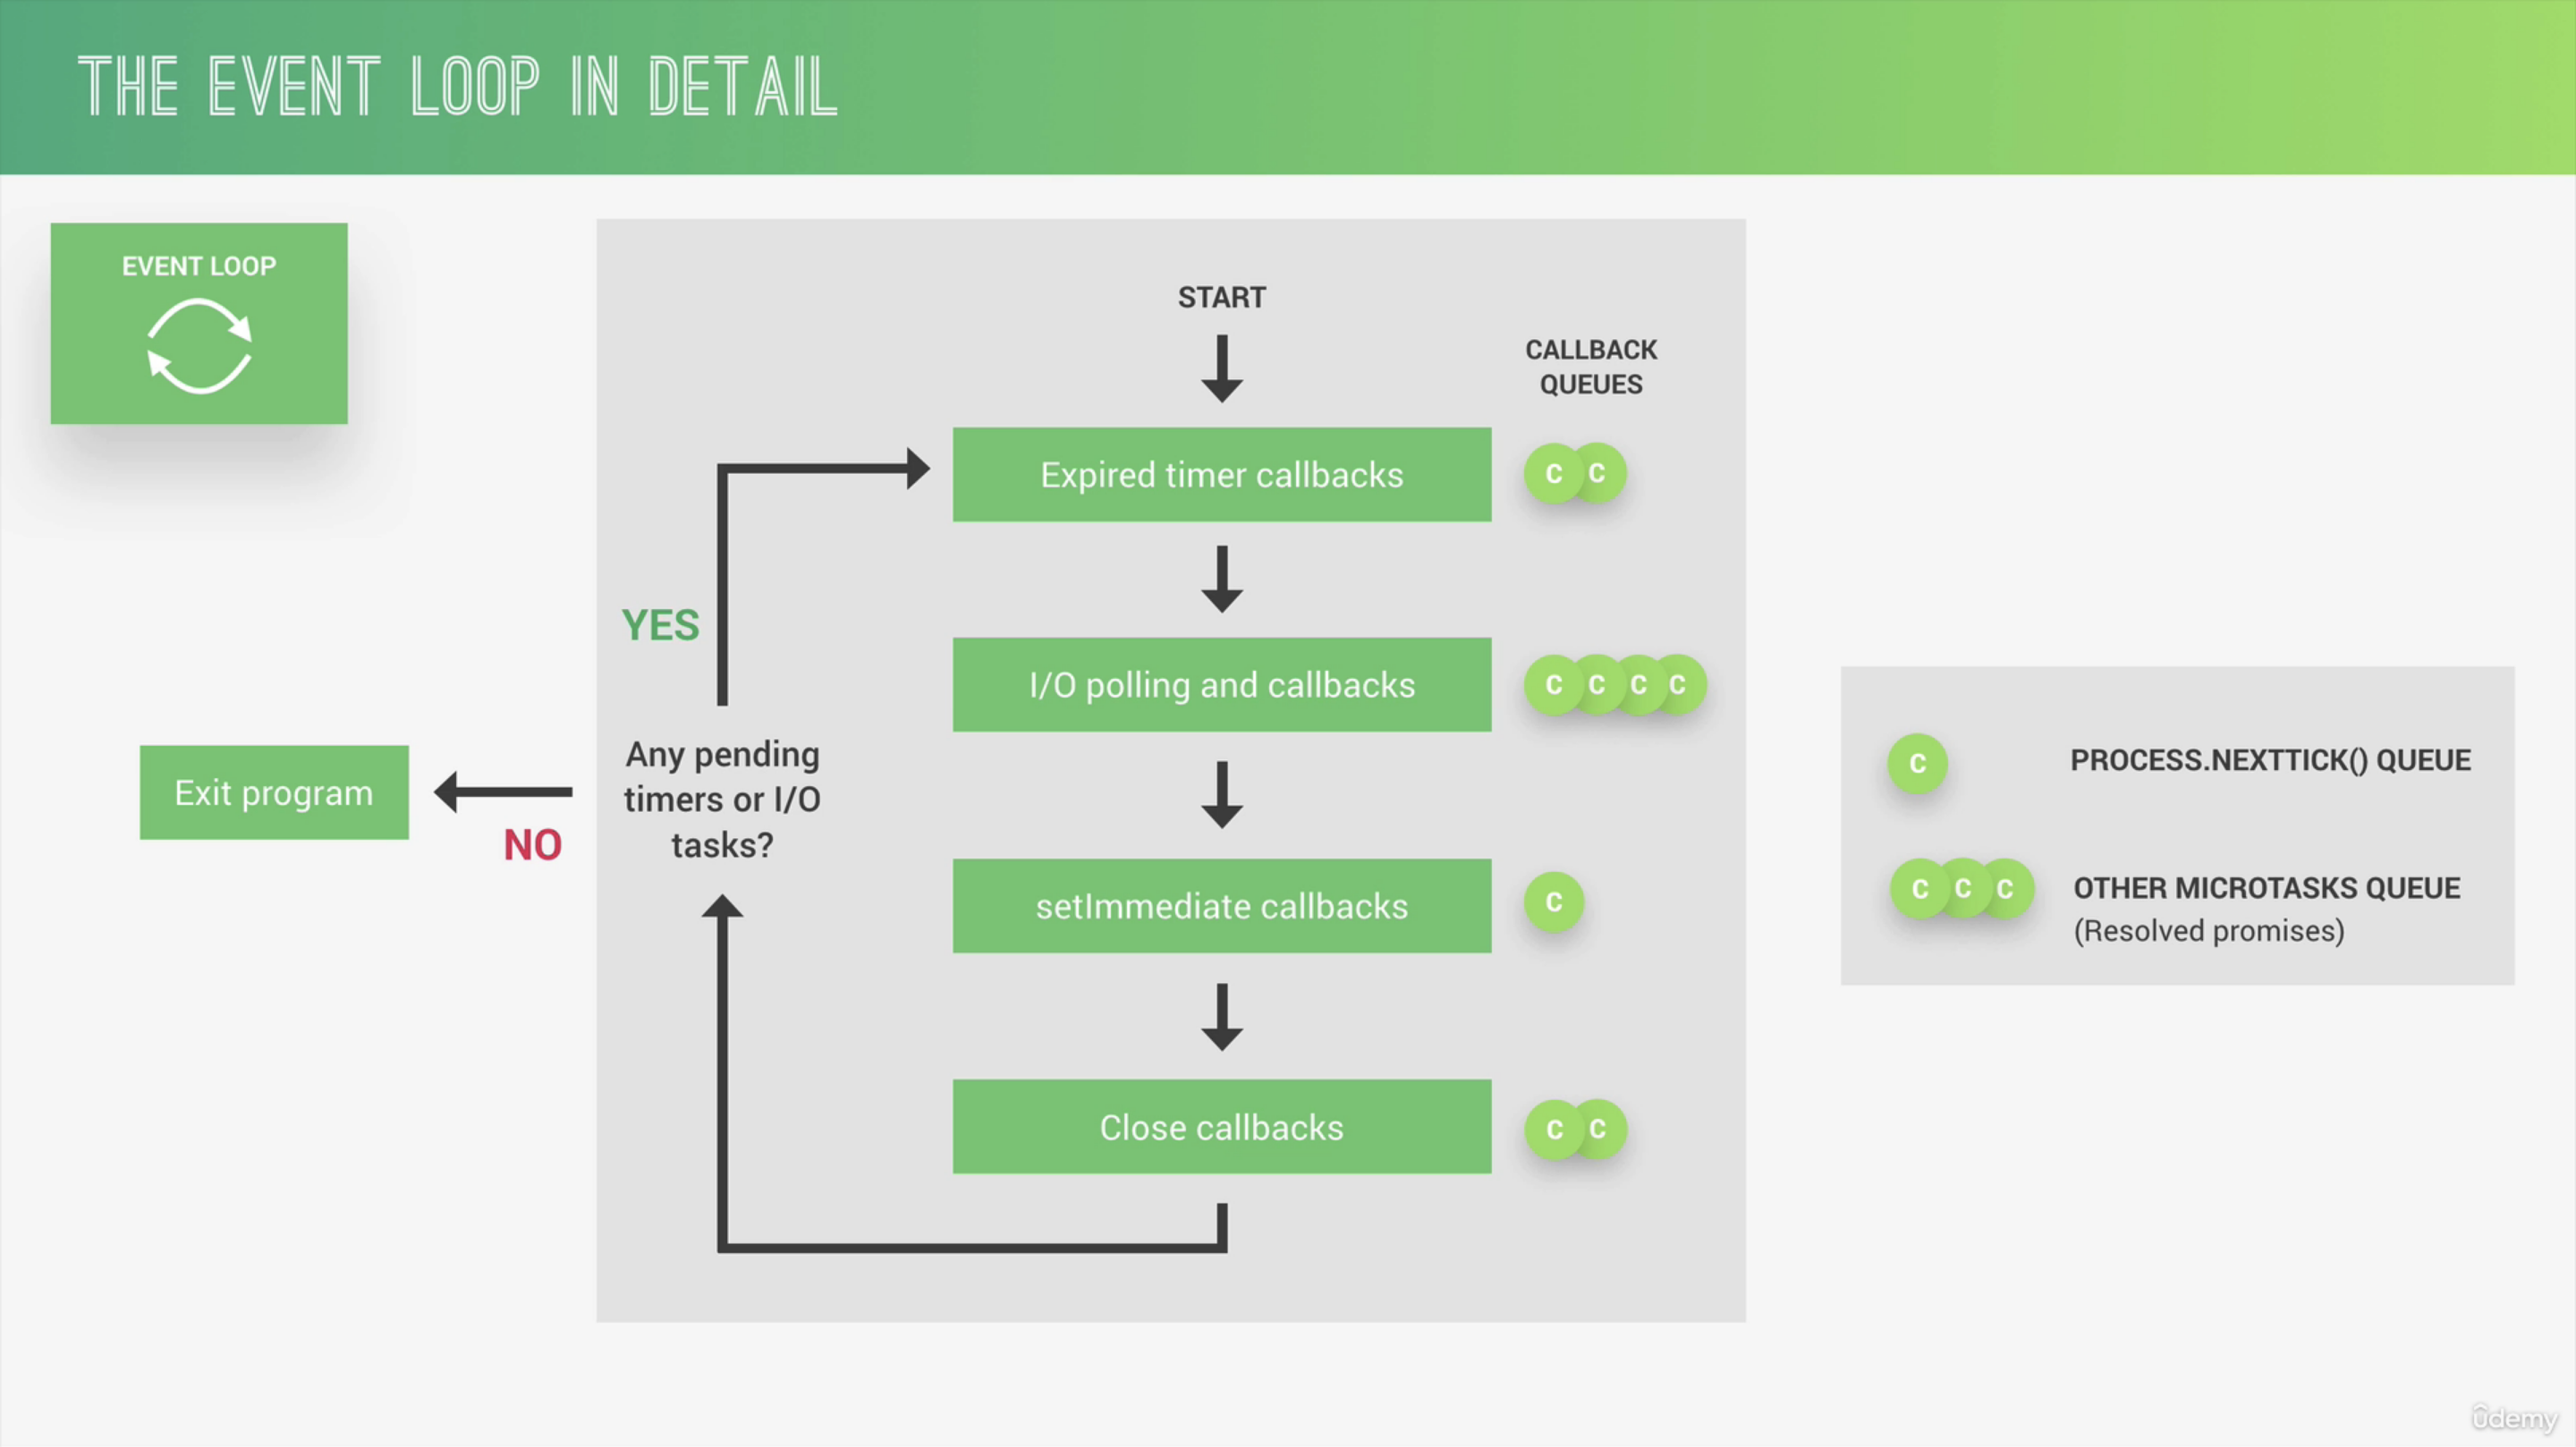 THE EVENT LOOP IN DETAIL
EVENT LOOP
START
CALLBACK
QUEUES
Expired timer callbacks
C C
YES
I/O polling and callbacks
C C C C
Any pending
timers or I/O
tasks?
Exit program
NO
setImmediate callbacks
C
Close callbacks
C C
C
PROCESS.NEXTTICK() QUEUE
C C C
OTHER MICROTASKS QUEUE
(Resolved promises)
ûdemy